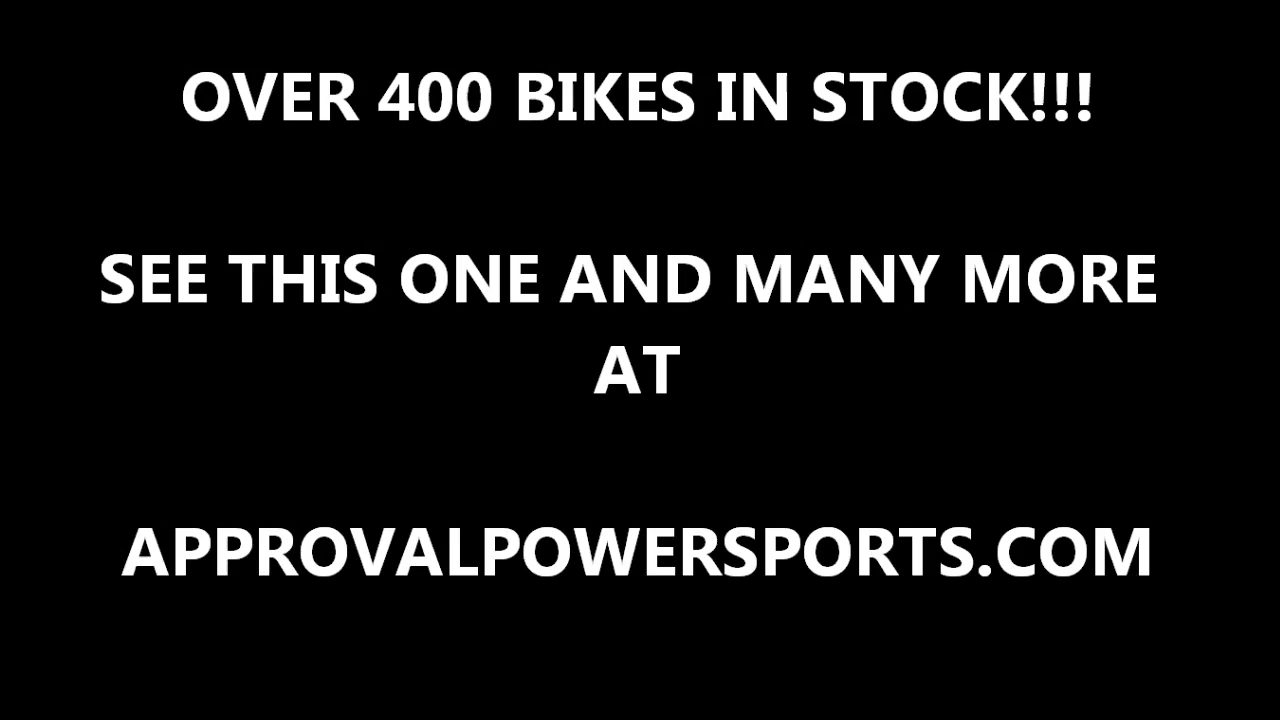 OVER 400 BIKES IN STOCK!!!
SEE THIS ONE AND MANY MORE
AT
APPROVALPOWERSPORTS.COM